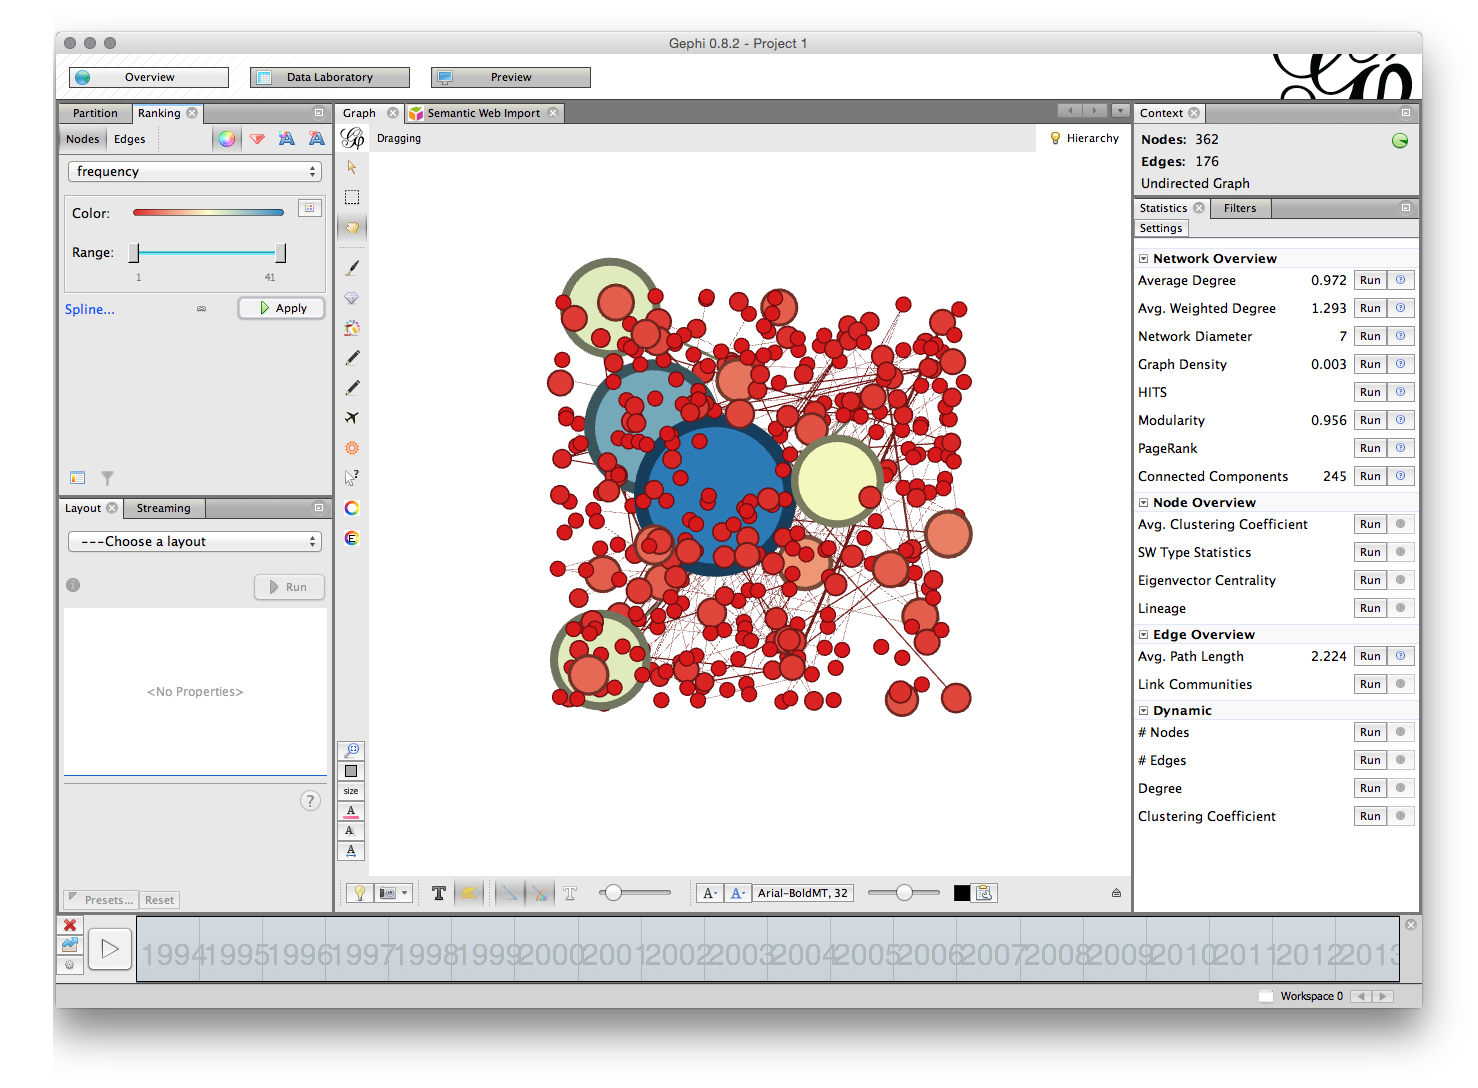 Gephi 0.8.2 - Project 1
Overview
Data Laboratory
Preview
Partition
Ranking
Nodes
Edges
frequency
Color:
Range:
1
41
Spline...
Apply
Layout
Streaming
---Choose a layout
Run
<No Properties>
?
Presets...
Reset
Graph
Semantic Web Import
Dragging
Hierarchy
size
A
A
A
T
T
A
A
Arial-BoldMT, 32
Context
Nodes: 362
Edges: 176
Undirected Graph
Statistics
Filters
Settings
Network Overview
Average Degree 0.972 Run
Avg. Weighted Degree 1.293 Run
Network Diameter 7 Run
Graph Density 0.003 Run
HITS Run
Modularity 0.956 Run
PageRank Run
Connected Components 245 Run
Node Overview
Avg. Clustering Coefficient Run
SW Type Statistics Run
Eigenvector Centrality Run
Lineage Run
Edge Overview
Avg. Path Length 2.224 Run
Link Communities Run
Dynamic
# Nodes Run
# Edges Run
Degree Run
Clustering Coefficient Run
1994 1995 1996 1997 1998 1999 2000 2001 2002 2003 2004 2005 2006 2007 2008 2009 2010 2011 2012 2013
Workspace 0